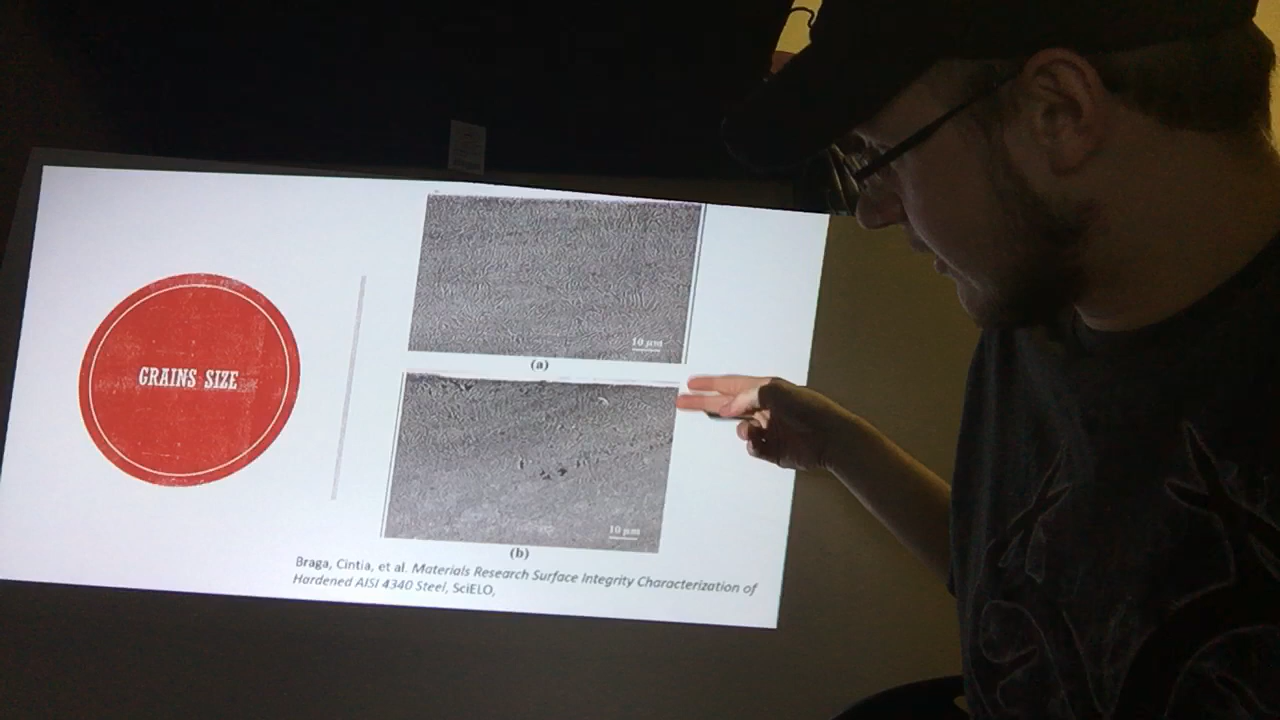 GRAINS SIZE
10 μm
(a)
10 μm
(b)
Braga, Cintia, et al. Materials Research Surface Integrity Characterization of
Hardened AISI 4340 Steel, SciELO,